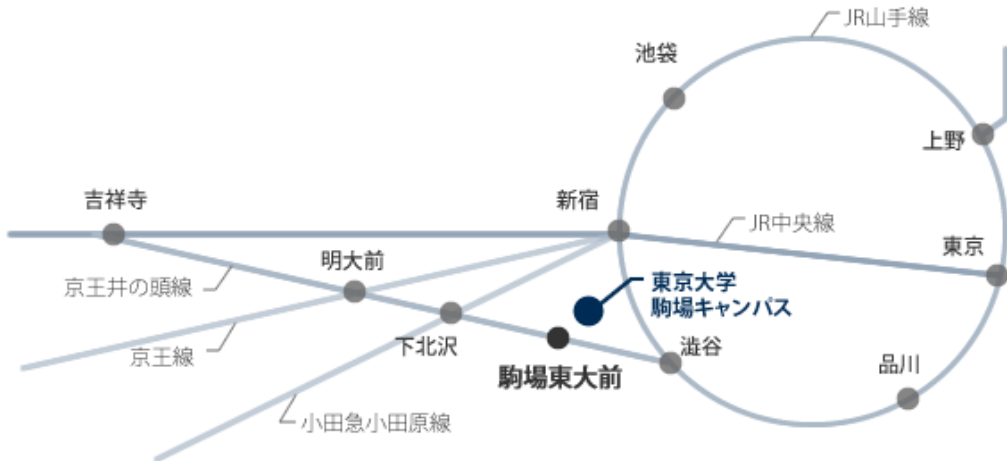 JR山手線
池袋
上野
吉祥寺
新宿
JR中央線
東京
明大前
京王井の頭線
東京大学
駒場キャンパス
下北沢
澁谷
京王線
品川
駒場東大前
小田急小田原線